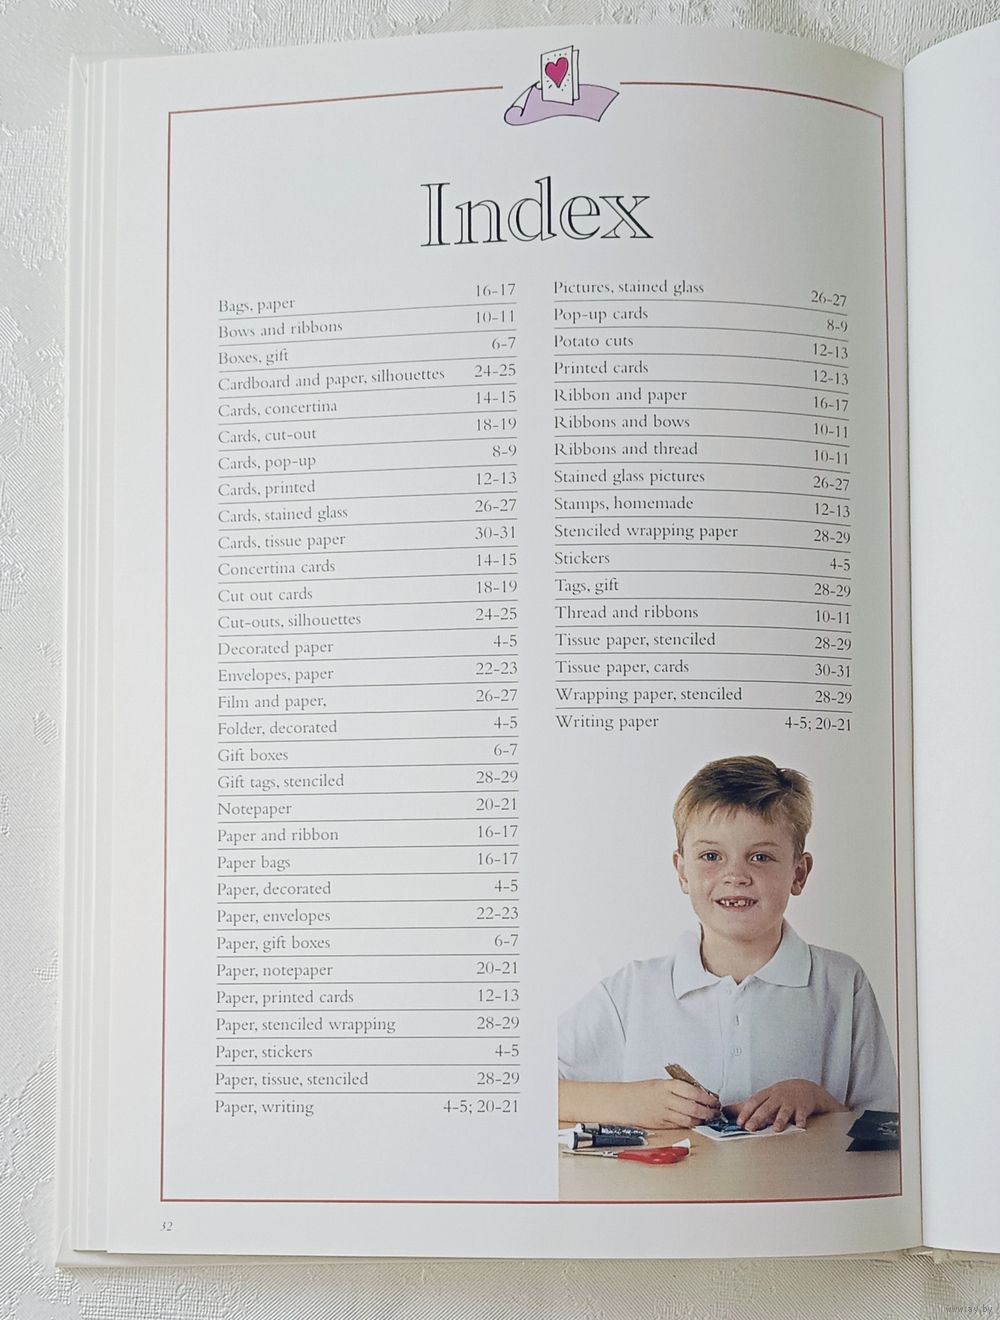 Index
Bags, paper 16-17
Bows and ribbons 10-11
Boxes, gift 6-7
Cardboard and paper, silhouettes 24-25
Cards, concertina 14-15
Cards, cut-out 18-19
Cards, pop-up 8-9
Cards, printed 12-13
Cards, stained glass 26-27
Cards, tissue paper 30-31
Concertina cards 14-15
Cut out cards 18-19
Cut-outs, silhouettes 24-25
Decorated paper 4-5
Envelopes, paper 22-23
Film and paper, 26-27
Folder, decorated 4-5
Gift boxes 6-7
Gift tags, stenciled 28-29
Notepaper 20-21
Paper and ribbon 16-17
Paper bags 16-17
Paper, decorated 4-5
Paper, envelopes 22-23
Paper, gift boxes 6-7
Paper, notepaper 20-21
Paper, printed cards 12-13
Paper, stenciled wrapping 28-29
Paper, stickers 4-5
Paper, tissue, stenciled 28-29
Paper, writing 4-5; 20-21
Pictures, stained glass 26-27
Pop-up cards 8-9
Potato cuts 12-13
Printed cards 12-13
Ribbon and paper 16-17
Ribbons and bows 10-11
Ribbons and thread 10-11
Stained glass pictures 26-27
Stamps, homemade 12-13
Stenciled wrapping paper 28-29
Stickers 4-5
Tags, gift 28-29
Thread and ribbons 10-11
Tissue paper, stenciled 28-29
Tissue paper, cards 30-31
Wrapping paper, stenciled 28-29
Writing paper 4-5; 20-21
32
www.ay.by